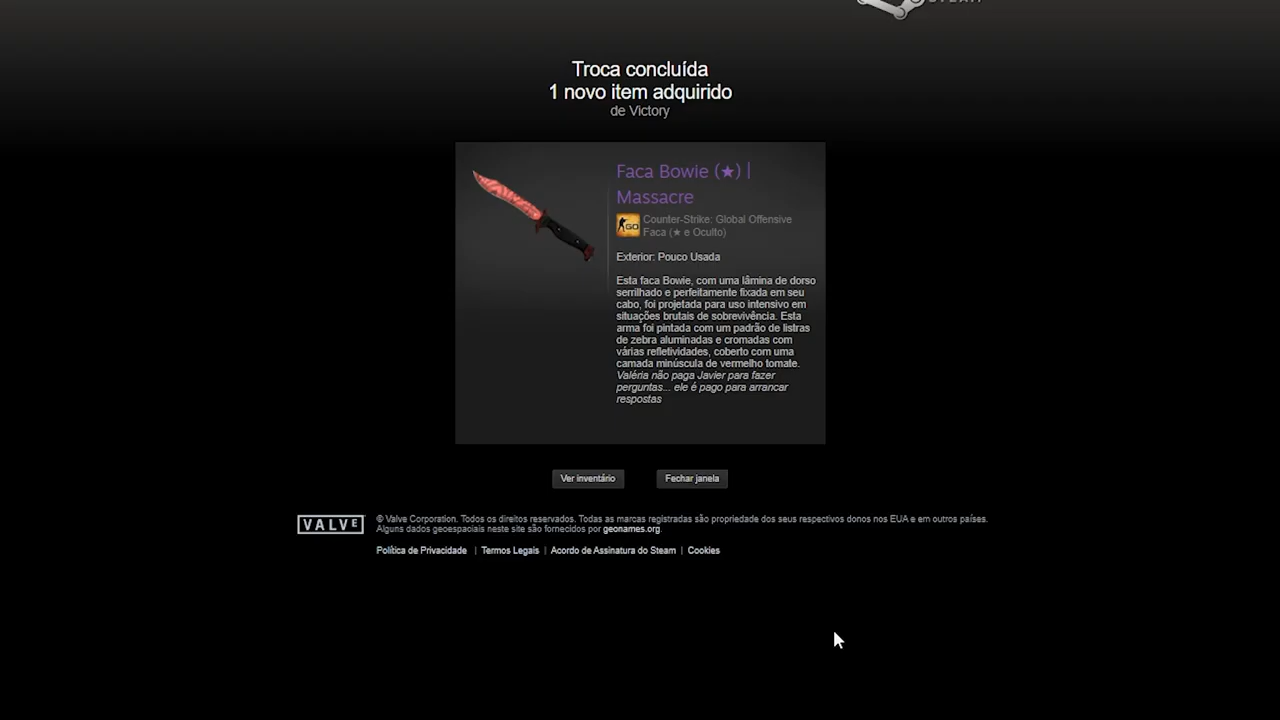 STEAM
Troca concluída
1 novo item adquirido
de Victory
Faca Bowie (★) |
Massacre
GO
Counter-Strike: Global Offensive
Faca (★ e Oculto)
Exterior: Pouco Usada
Esta faca Bowie, com uma lâmina de dorso
serrilhado e perfeitamente fixada em seu
cabo, foi projetada para uso intensivo em
situações brutais de sobrevivência. Esta
arma foi pintada com um padrão de listras
de zebra aluminadas e cromadas com
várias refletividades, coberto com uma
camada minúscula de vermelho tomate.
Valéria não paga Javier para fazer
perguntas... ele é pago para arrancar
respostas
Ver inventário
Fechar janela
VALVE
© Valve Corporation. Todos os direitos reservados. Todas as marcas registradas são propriedade dos seus respectivos donos nos EUA e em outros países.
Alguns dados geoespaciais neste site são fornecidos por geonames.org.
Política de Privacidade | Termos Legais | Acordo de Assinatura do Steam | Cookies